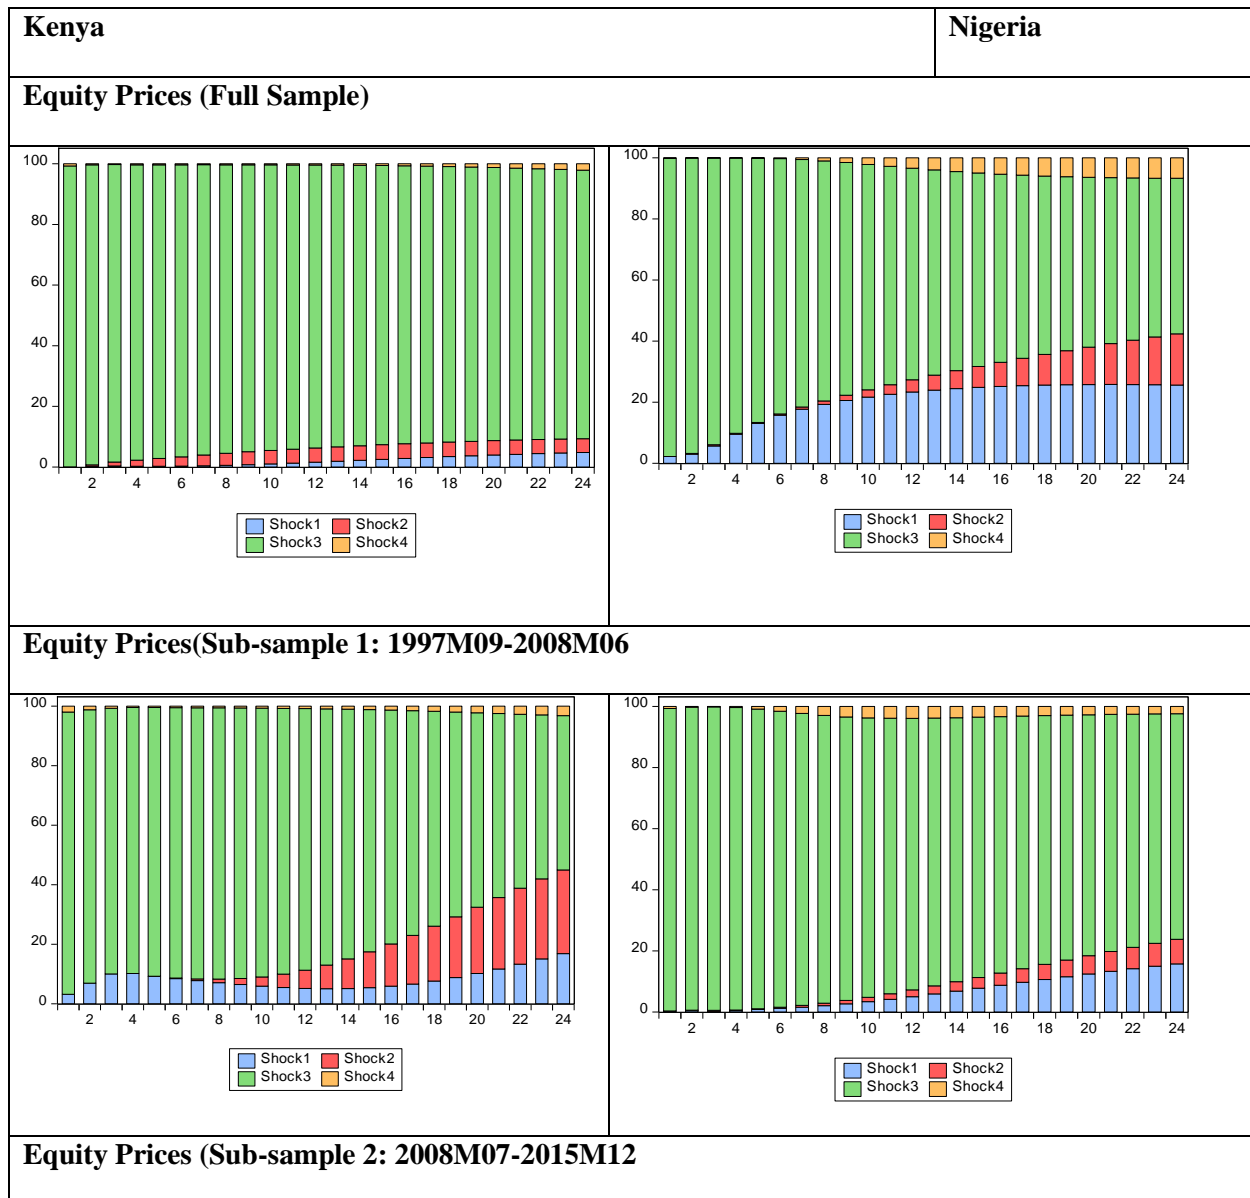 Kenya
Nigeria
Equity Prices (Full Sample)
100
80
60
40
20
0
2 4 6 8 10 12 14 16 18 20 22 24
Shock1 Shock2
Shock3 Shock4
100
80
60
40
20
0
2 4 6 8 10 12 14 16 18 20 22 24
Shock1 Shock2
Shock3 Shock4
Equity Prices(Sub-sample 1: 1997M09-2008M06
100
80
60
40
20
0
2 4 6 8 10 12 14 16 18 20 22 24
Shock1 Shock2
Shock3 Shock4
100
80
60
40
20
0
2 4 6 8 10 12 14 16 18 20 22 24
Shock1 Shock2
Shock3 Shock4
Equity Prices (Sub-sample 2: 2008M07-2015M12